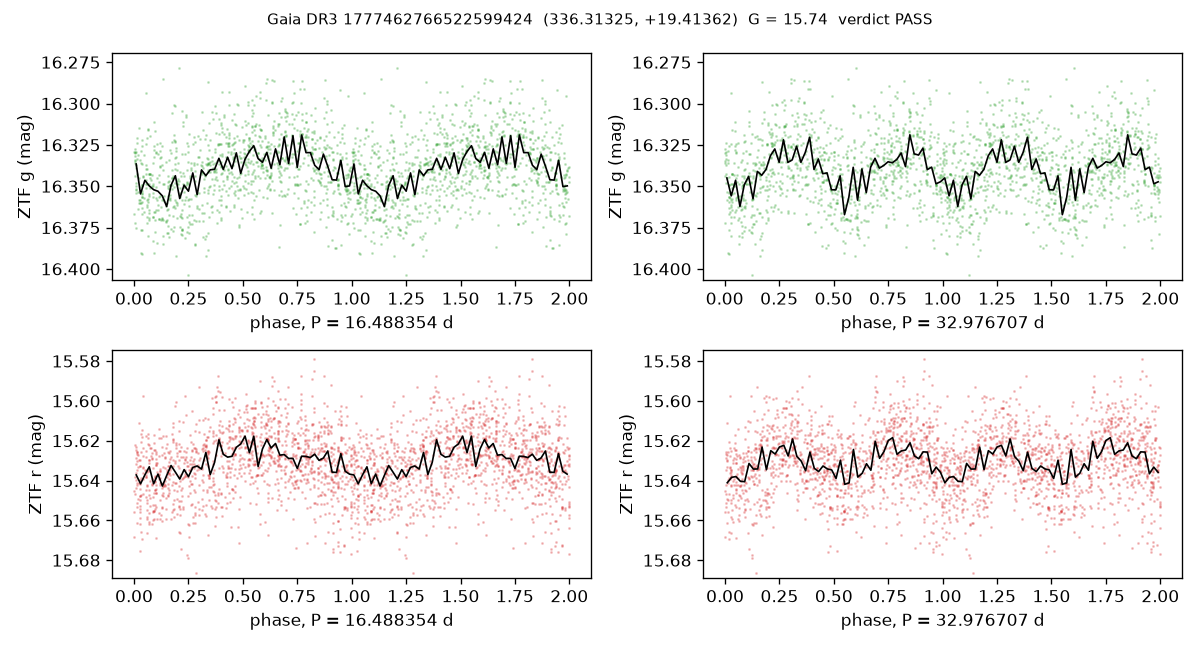 Gaia DR3 1777462766522599424  (336.31325, +19.41362)  G = 15.74  verdict PASS
ZTF g (mag)
16.275
16.300
16.325
16.350
16.375
16.400
0.00 0.25 0.50 0.75 1.00 1.25 1.50 1.75 2.00
phase, P = 16.488354 d
ZTF g (mag)
16.275
16.300
16.325
16.350
16.375
16.400
0.00 0.25 0.50 0.75 1.00 1.25 1.50 1.75 2.00
phase, P = 32.976707 d
ZTF r (mag)
15.58
15.60
15.62
15.64
15.66
15.68
0.00 0.25 0.50 0.75 1.00 1.25 1.50 1.75 2.00
phase, P = 16.488354 d
ZTF r (mag)
15.58
15.60
15.62
15.64
15.66
15.68
0.00 0.25 0.50 0.75 1.00 1.25 1.50 1.75 2.00
phase, P = 32.976707 d